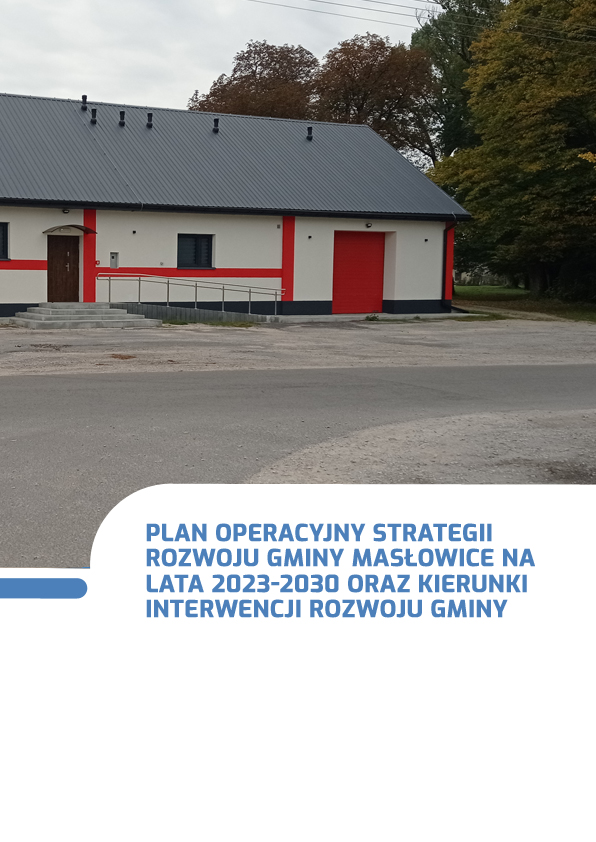 PLAN OPERACYJNY STRATEGII
ROZWOJU GMINY MASŁOWICE NA
LATA 2023-2030 ORAZ KIERUNKI
INTERWENCJI ROZWOJU GMINY